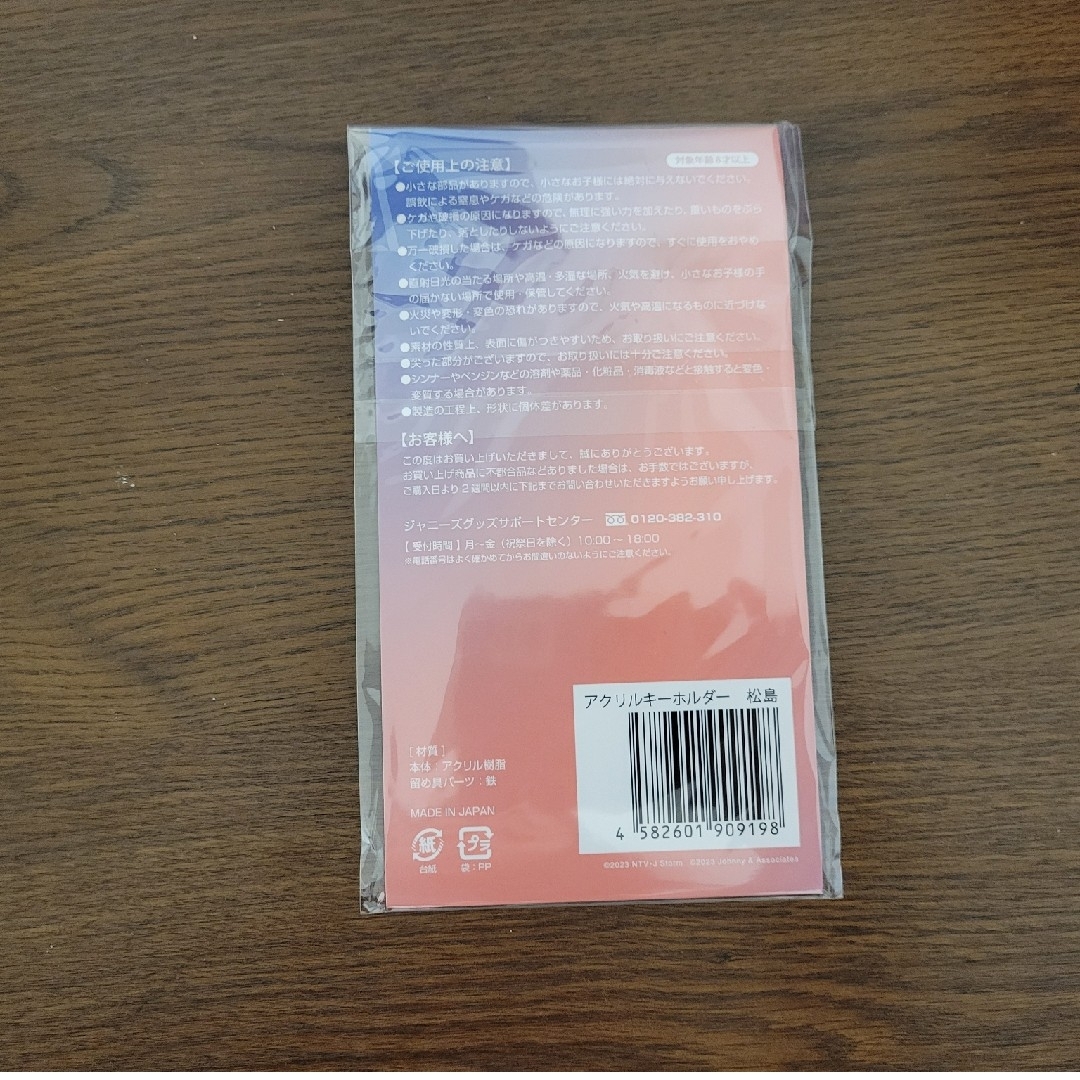 【ご使用上の注意】
対象年齢8才以上
●小さな部品がありますので、小さなお子様には絶対に与えないでください。
誤飲による窒息やケガなどの危険があります。
●ケガや破損の原因になりますので、無理に強い力を加えたり、重いものをぶら
下げたり、落としたりしないようにご注意ください。
●万一破損した場合は、ケガなどの原因になりますので、すぐに使用をおやめ
ください。
●直射日光の当たる場所や高温・多湿な場所、火気を避け、小さなお子様の手
の届かない場所で使用・保管してください。
●火災や変形・変色の恐れがありますので、火気や高温になるものに近づけな
いでください。
●素材の性質上、表面に傷がつきやすいため、お取り扱いにご注意ください。
●尖った部分がございますので、お取り扱いには十分ご注意ください。
●シンナーやベンジンなどの溶剤や薬品・化粧品・消毒液などと接触すると変色・
変質する場合があります。
●製造の工程上、形状に個体差があります。
【お客様へ】
この度はお買い上げいただきまして、誠にありがとうございます。
お買い上げ商品に不都合品などありました場合は、お手数ではございますが、
ご購入日より2週間以内に下記までお問い合わせいただきますようお願い申し上げます。
ジャニーズグッズサポートセンター 0120-382-310
【受付時間】月〜金（祝祭日を除く）10:00〜18:00
※電話番号はよく確かめてからお間違いのないようにご注意ください。
アクリルキーホルダー 松島
4 582601 909198
[材質]
本体：アクリル樹脂
留め具パーツ：鉄
MADE IN JAPAN
紙 プラ
台紙 袋：PP
©2023 NTV・J Storm ©2023 Johnny & Associates